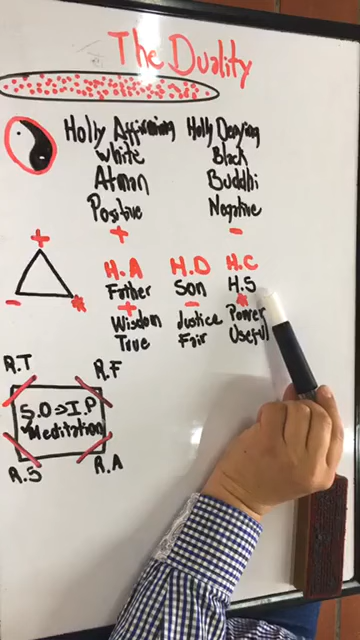 The Duality
Holly Affirming Holly Denying
White Black
Atman Buddhi
Positive Negative
+ -
+
H.A H.D H.C
Father Son H.S
- * + - *
Wisdom Justice Power
True Fair Useful
R.T R.F
S.O⇒I.P
Meditation
R.S R.A